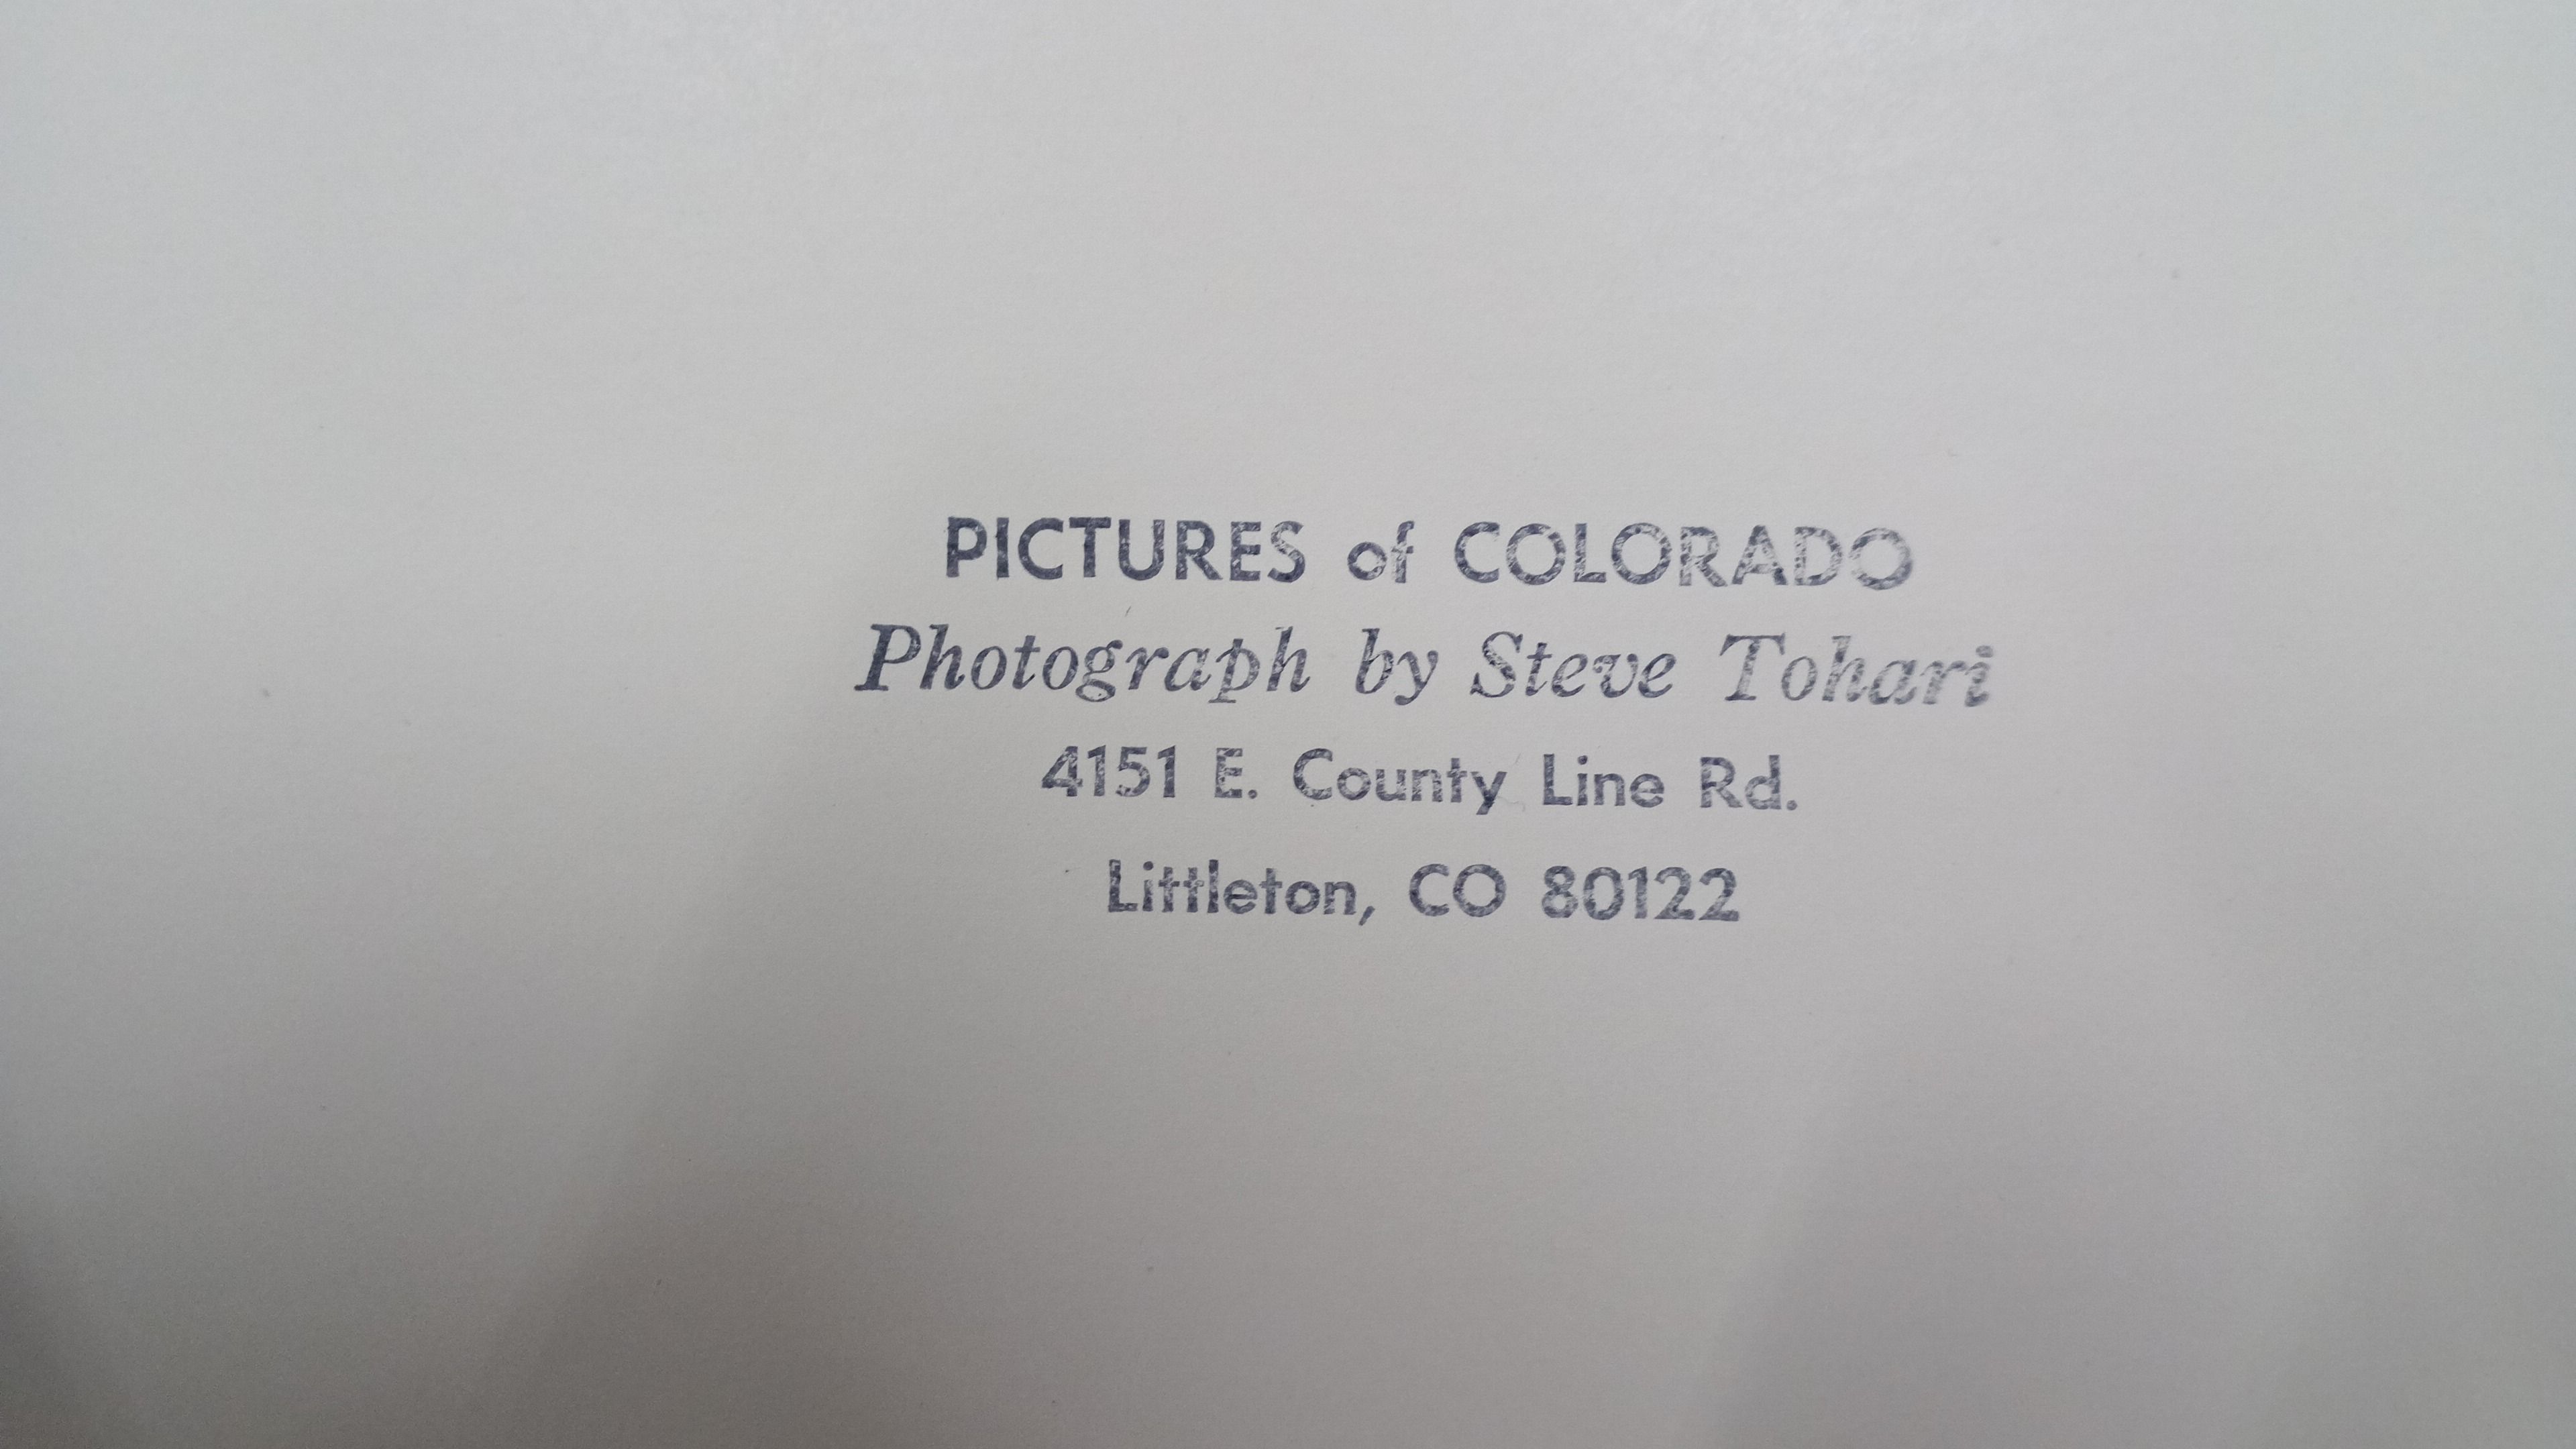 PICTURES of COLORADO
Photograph by Steve Tohari
4151 E. County Line Rd.
Littleton, CO 80122